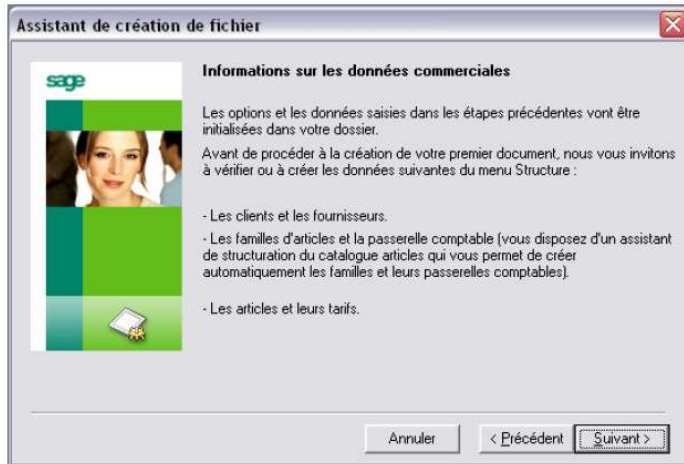 Assistant de création de fichier
sage
Informations sur les données commerciales
Les options et les données saisies dans les étapes précédentes vont être
initialisées dans votre dossier.
Avant de procéder à la création de votre premier document, nous vous invitons
à vérifier ou à créer les données suivantes du menu Structure :
- Les clients et les fournisseurs.
- Les familles d'articles et la passerelle comptable (vous disposez d'un assistant
de structuration du catalogue articles qui vous permet de créer
automatiquement les familles et leurs passerelles comptables).
- Les articles et leurs tarifs.
Annuler
< Précédent
Suivant >